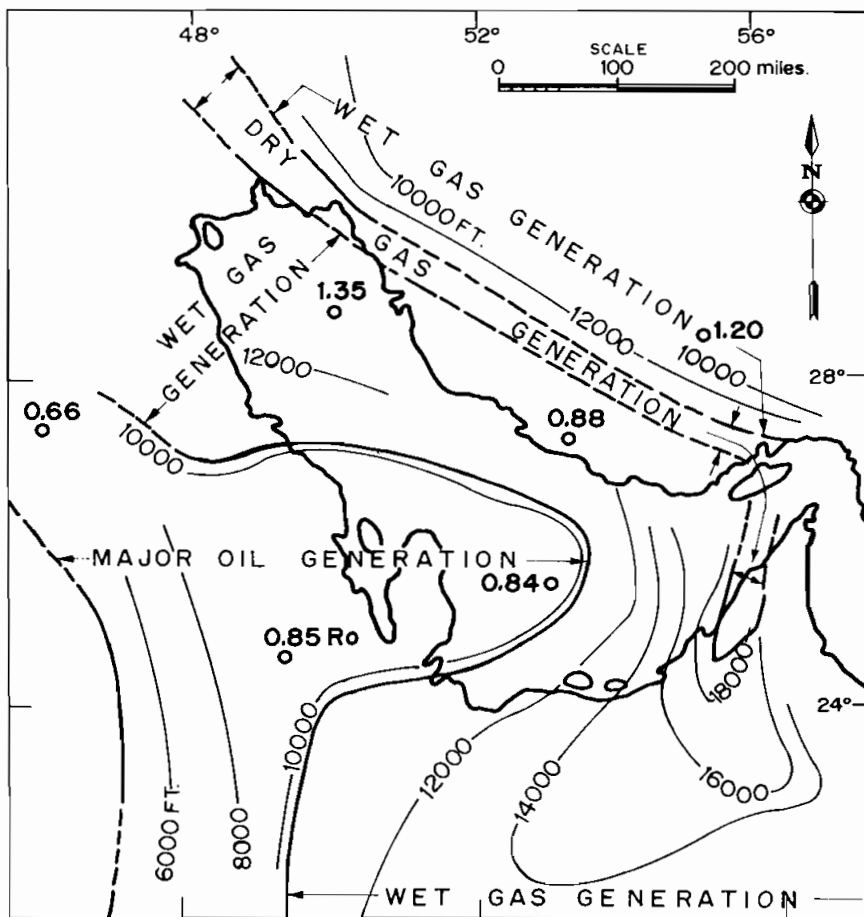 48° 52° 56°
SCALE
0 100 200 miles.
N
WET GAS GENERATION
DRY GAS GENERATION
10000 FT.
WET GAS GENERATION
1.35
12000
1.20
10000
28°
12000
0.66
0.88
10000
MAJOR OIL GENERATION
0.84
0.85 Ro
18000
24°
10000
12000
14000
16000
6000 FT.
8000
WET GAS GENERATION